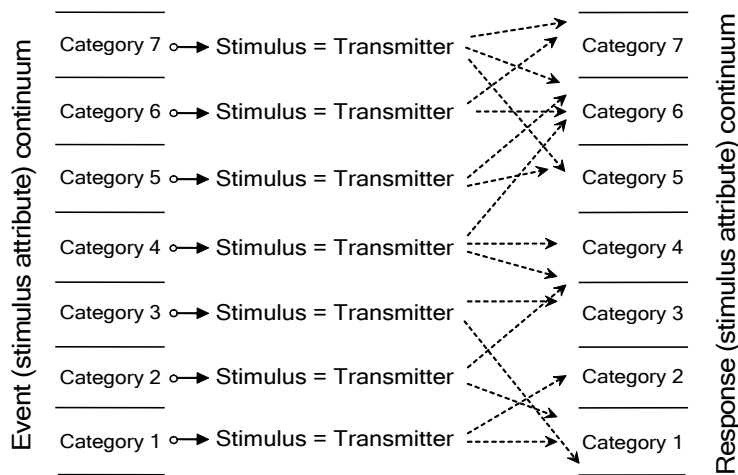 Event (stimulus attribute) continuum
Category 7 Stimulus = Transmitter Category 7
Category 6 Stimulus = Transmitter Category 6
Category 5 Stimulus = Transmitter Category 5
Category 4 Stimulus = Transmitter Category 4
Category 3 Stimulus = Transmitter Category 3
Category 2 Stimulus = Transmitter Category 2
Category 1 Stimulus = Transmitter Category 1
Response (stimulus attribute) continuum